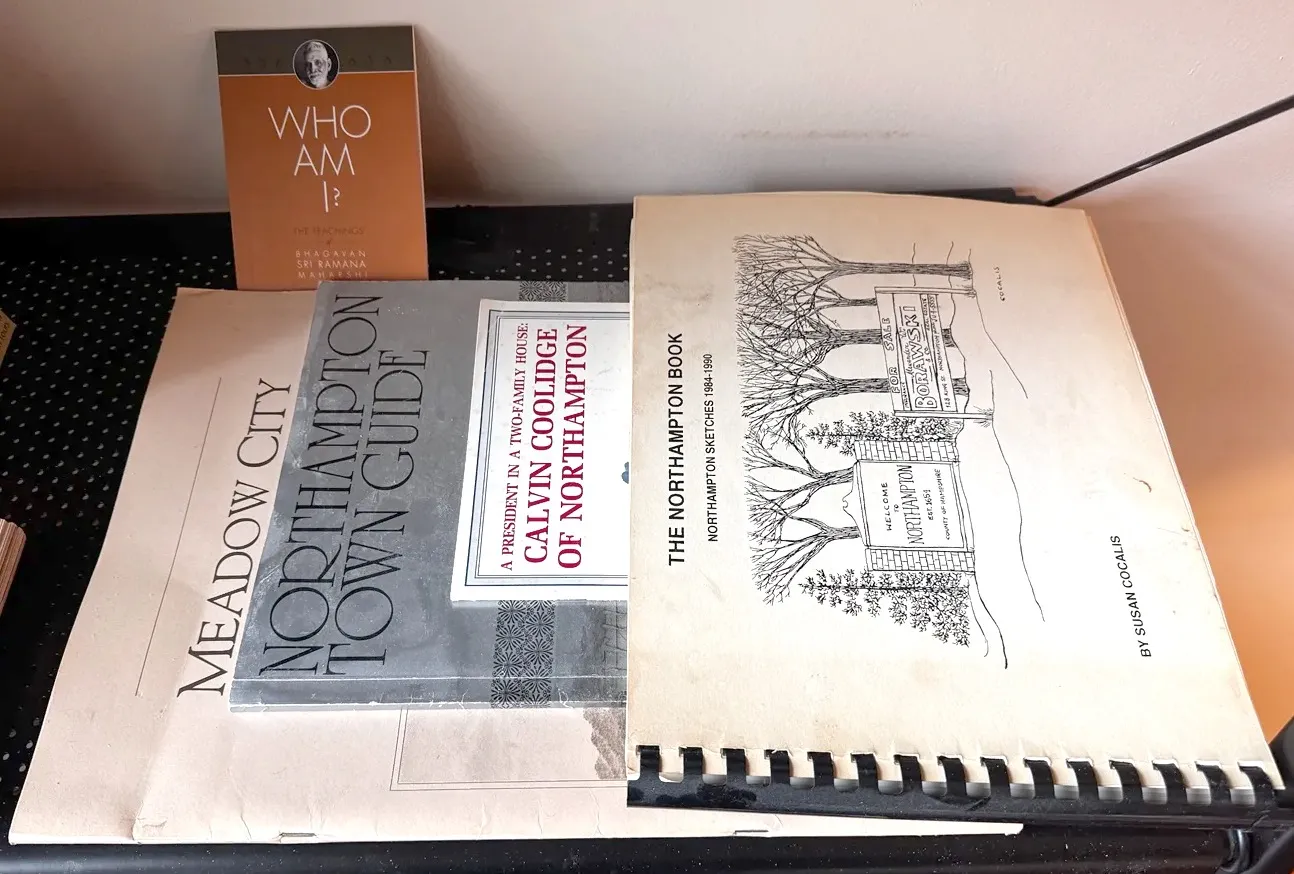 WHO
AM
I?
THE TEACHINGS
of
BHAGAVAN
SRI RAMANA
MAHARSHI
MEADOW CITY
NORTHAMPTON
TOWN GUIDE
A PRESIDENT IN A TWO-FAMILY HOUSE:
CALVIN COOLIDGE
OF NORTHAMPTON
THE NORTHAMPTON BOOK
NORTHAMPTON SKETCHES 1984-1990
COCALIS
FOR SALE
BORAWSKI
WELCOME
TO
NORTHAMPTON
EST. 1654
COUNTY OF HAMPSHIRE
BY SUSAN COCALIS